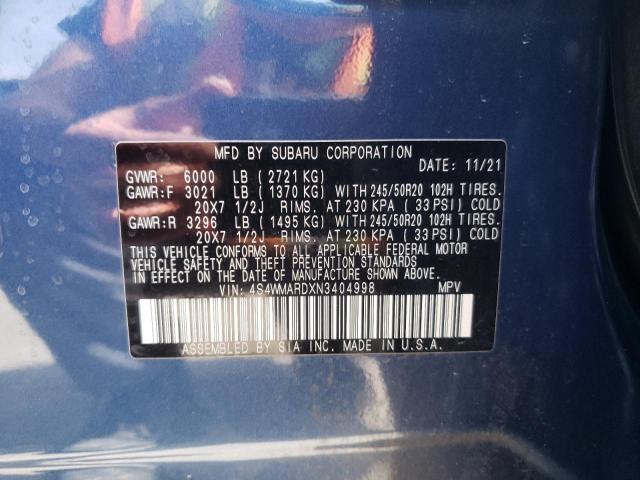 MFD BY SUBARU CORPORATION
GVWR: 6000 LB (2721 KG) DATE: 11/21
GAWR:F 3021 LB (1370 KG) WITH 245/50R20 102H TIRES.
20X7 1/2J RIMS. AT 230 KPA (33 PSI) COLD
GAWR:R 3296 LB (1495 KG) WITH 245/50R20 102H TIRES.
20X7 1/2J RIMS. AT 230 KPA (33 PSI) COLD
THIS VEHICLE CONFORMS TO ALL APPLICABLE FEDERAL MOTOR
VEHICLE SAFETY AND THEFT PREVENTION STANDARDS
IN EFFECT ON THE DATE OF MANUFACTURE SHOWN ABOVE.
VIN: 4S4WMARDXN3404998 MPV
ASSEMBLED BY SIA INC. MADE IN U.S.A.